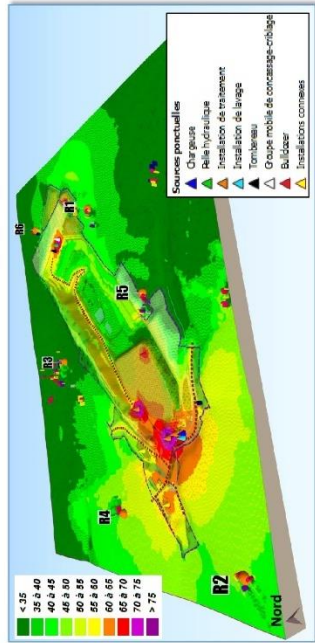 < 35
35 à 40
40 à 45
45 à 50
50 à 55
55 à 60
60 à 65
65 à 70
70 à 75
> 75
R6
R1
R3
R5
R4
R2
Nord
Sources ponctuelles
Chargeuse
Pelle hydraulique
Installation de traitement
Installation de lavage
Tombereau
Groupe mobile de concassage-criblage
Bulldozer
Installations connexes